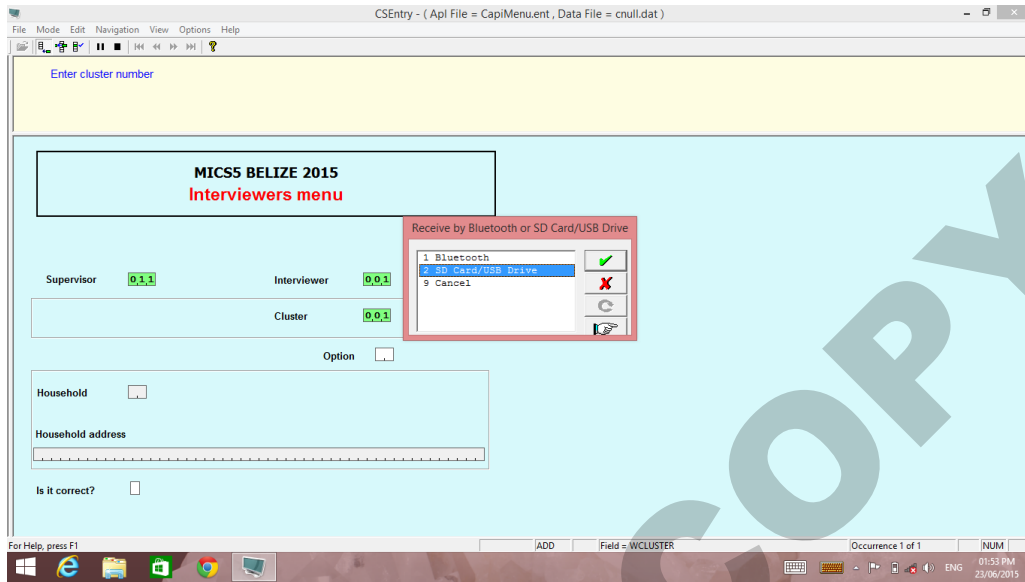 CSEntry - ( Apl File = CapiMenu.ent , Data File = cnull.dat )
File Mode Edit Navigation View Options Help
Enter cluster number
MICS5 BELIZE 2015
Interviewers menu
Receive by Bluetooth or SD Card/USB Drive
1 Bluetooth
2 SD Card/USB Drive
9 Cancel
Supervisor 0,1,1 Interviewer 0,0,1
Cluster 0,0,1
Option
Household
Household address
Is it correct?
For Help, press F1 ADD Field = WCLUSTER Occurrence 1 of 1 NUM
ENG 01:53 PM
23/06/2015
COPY